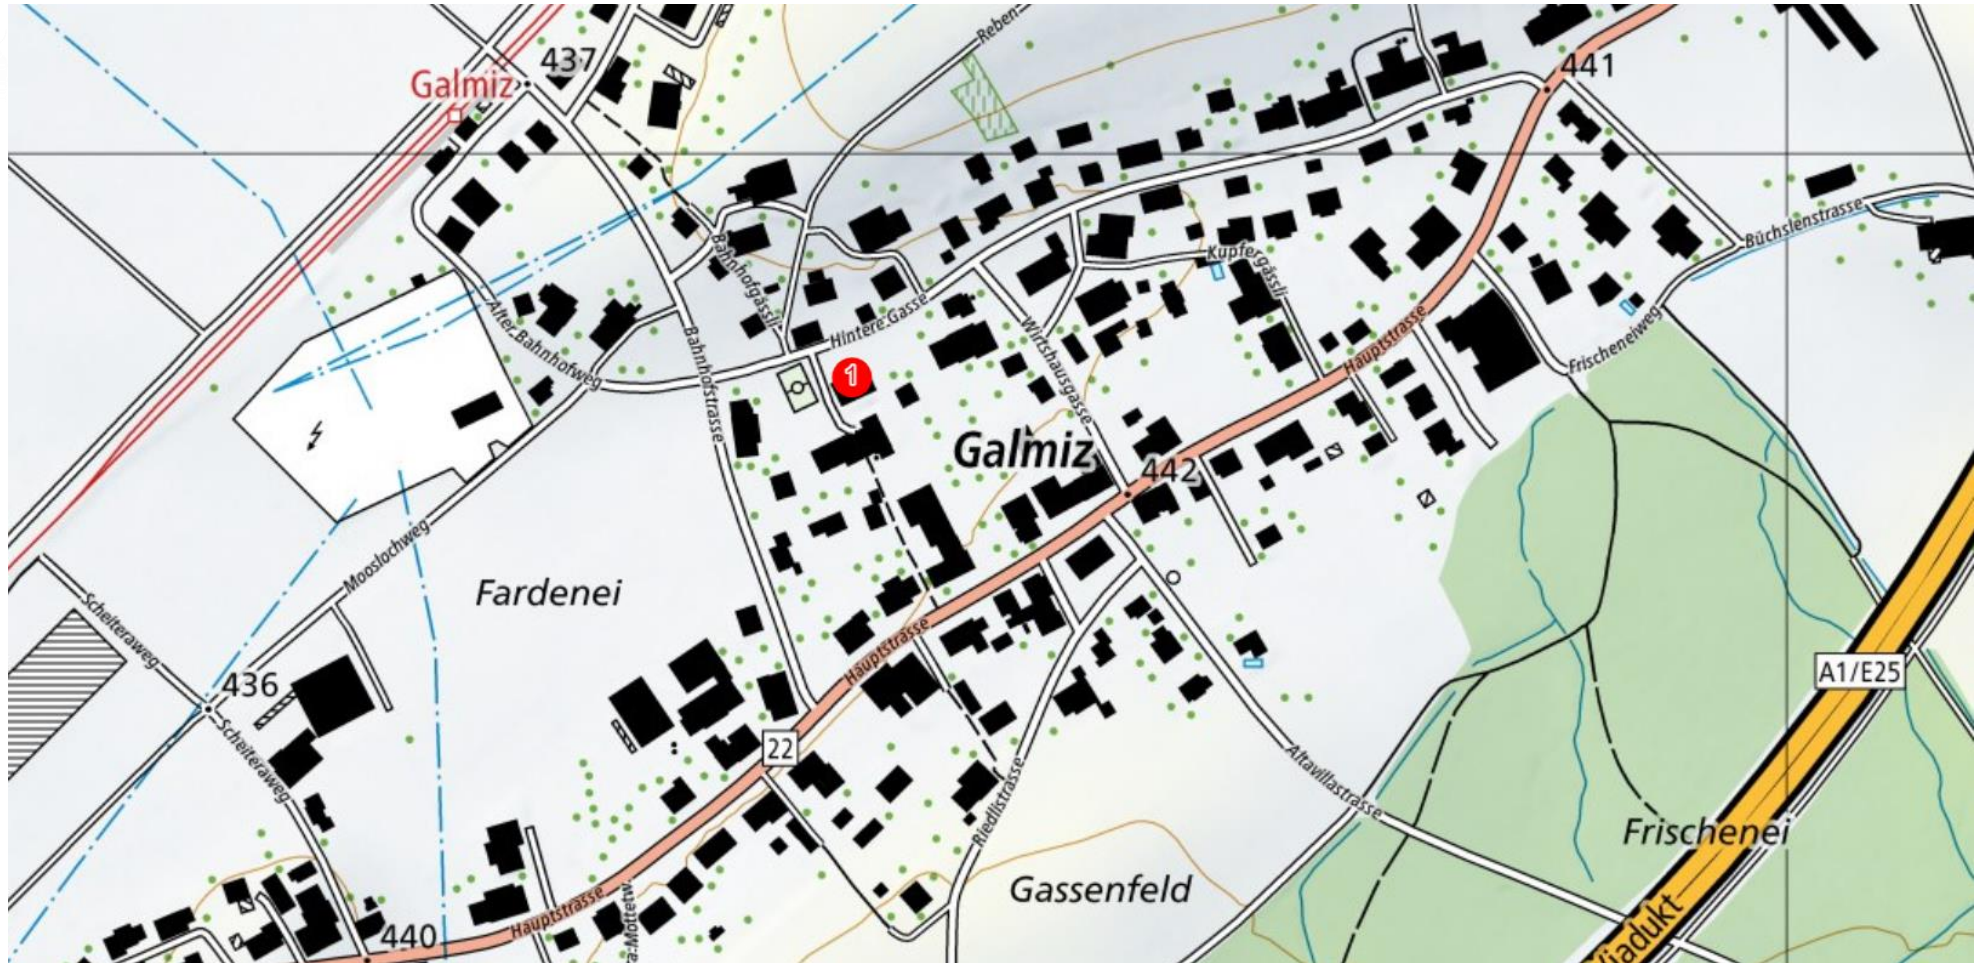 437
Galmiz
Reben
441
Bahnhofgässli
Büchslenstrasse
Kupfergässli
Alter Bahnhofweg
Hintere Gasse
Wirtshausgasse
Hauptstrasse
Frischeneiweg
Bahnhofstrasse
1
Galmiz
442
Mooslochweg
Fardenei
Scheiteraweg
Hauptstrasse
A1/E25
436
Scheiteraweg
22
Altavillastrasse
Riedlistrasse
Frischenei
Gassenfeld
Hauptstrasse
440
Viadukt